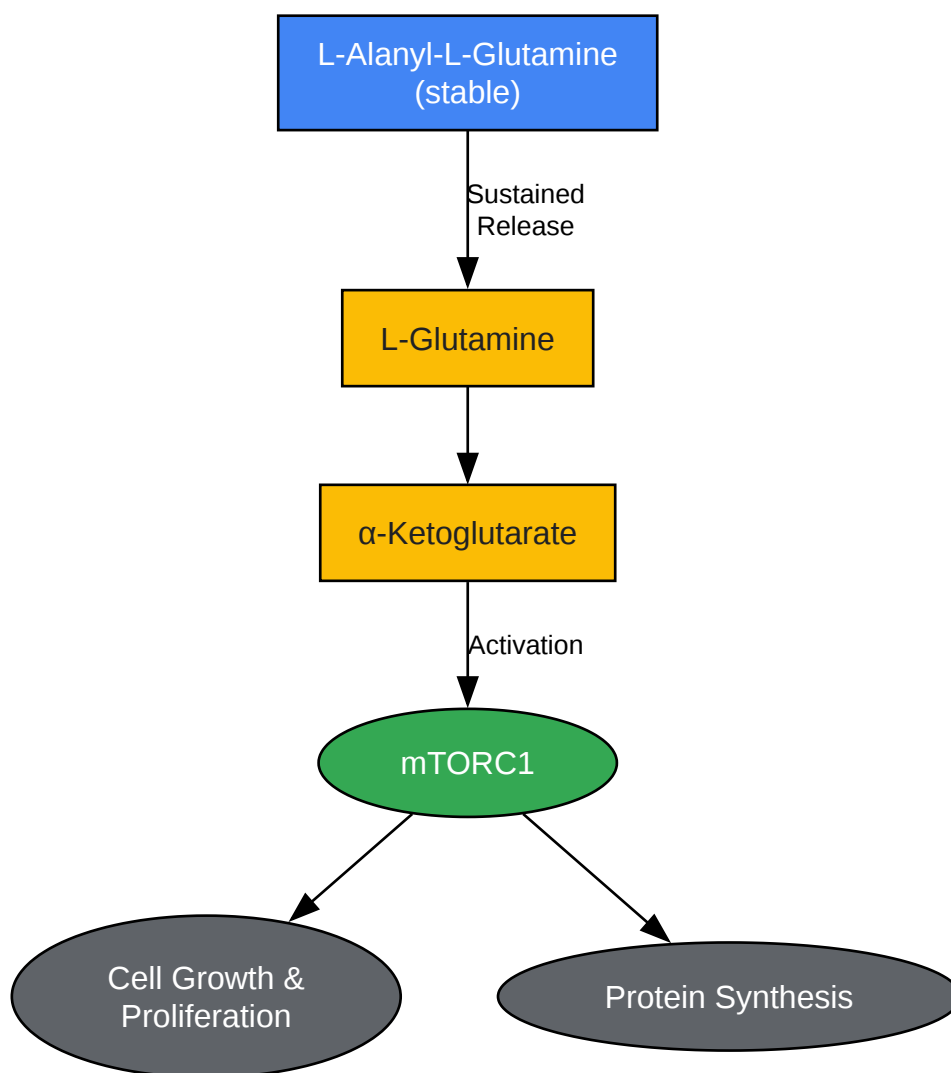 L-Alanyl-L-Glutamine
(stable)
Sustained
Release
L-Glutamine
α-Ketoglutarate
Activation
mTORC1
Cell Growth &
Proliferation
Protein Synthesis